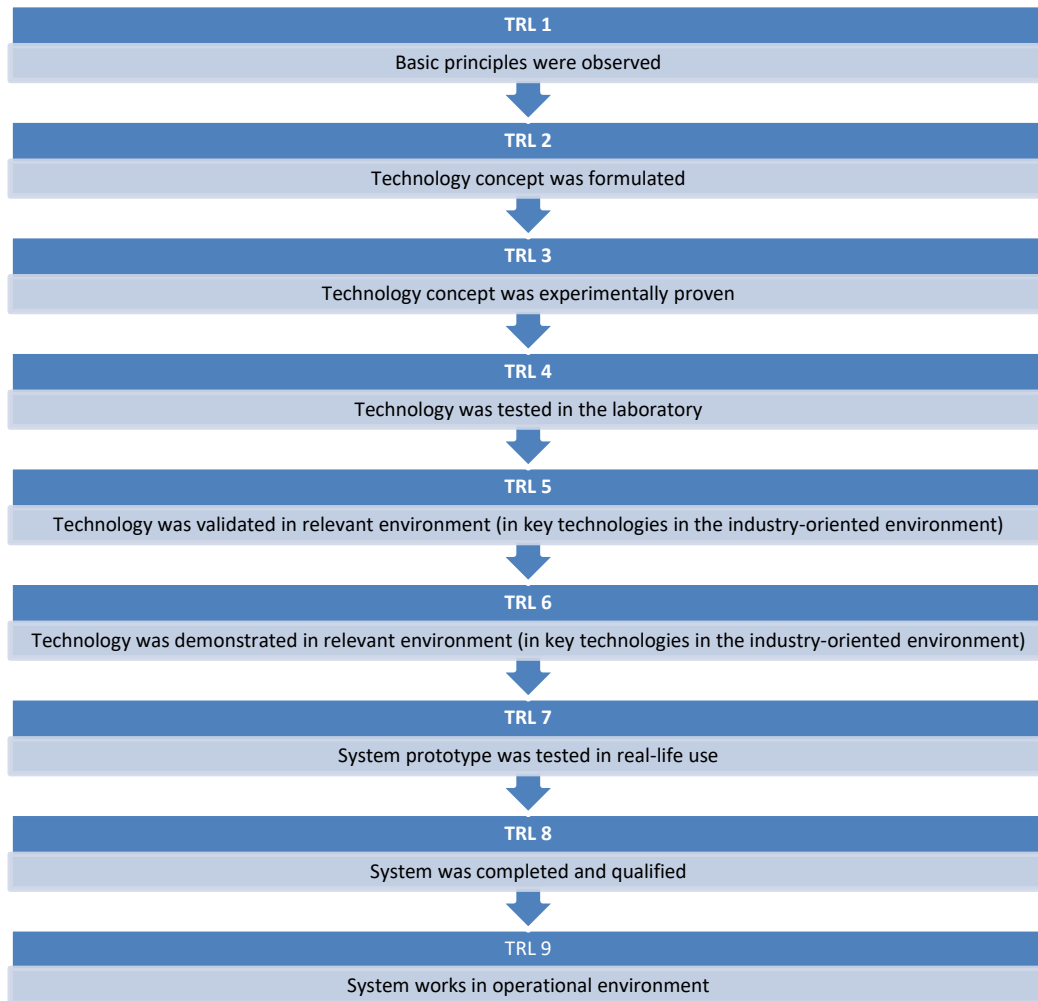 TRL 1
Basic principles were observed
TRL 2
Technology concept was formulated
TRL 3
Technology concept was experimentally proven
TRL 4
Technology was tested in the laboratory
TRL 5
Technology was validated in relevant environment (in key technologies in the industry-oriented environment)
TRL 6
Technology was demonstrated in relevant environment (in key technologies in the industry-oriented environment)
TRL 7
System prototype was tested in real-life use
TRL 8
System was completed and qualified
TRL 9
System works in operational environment